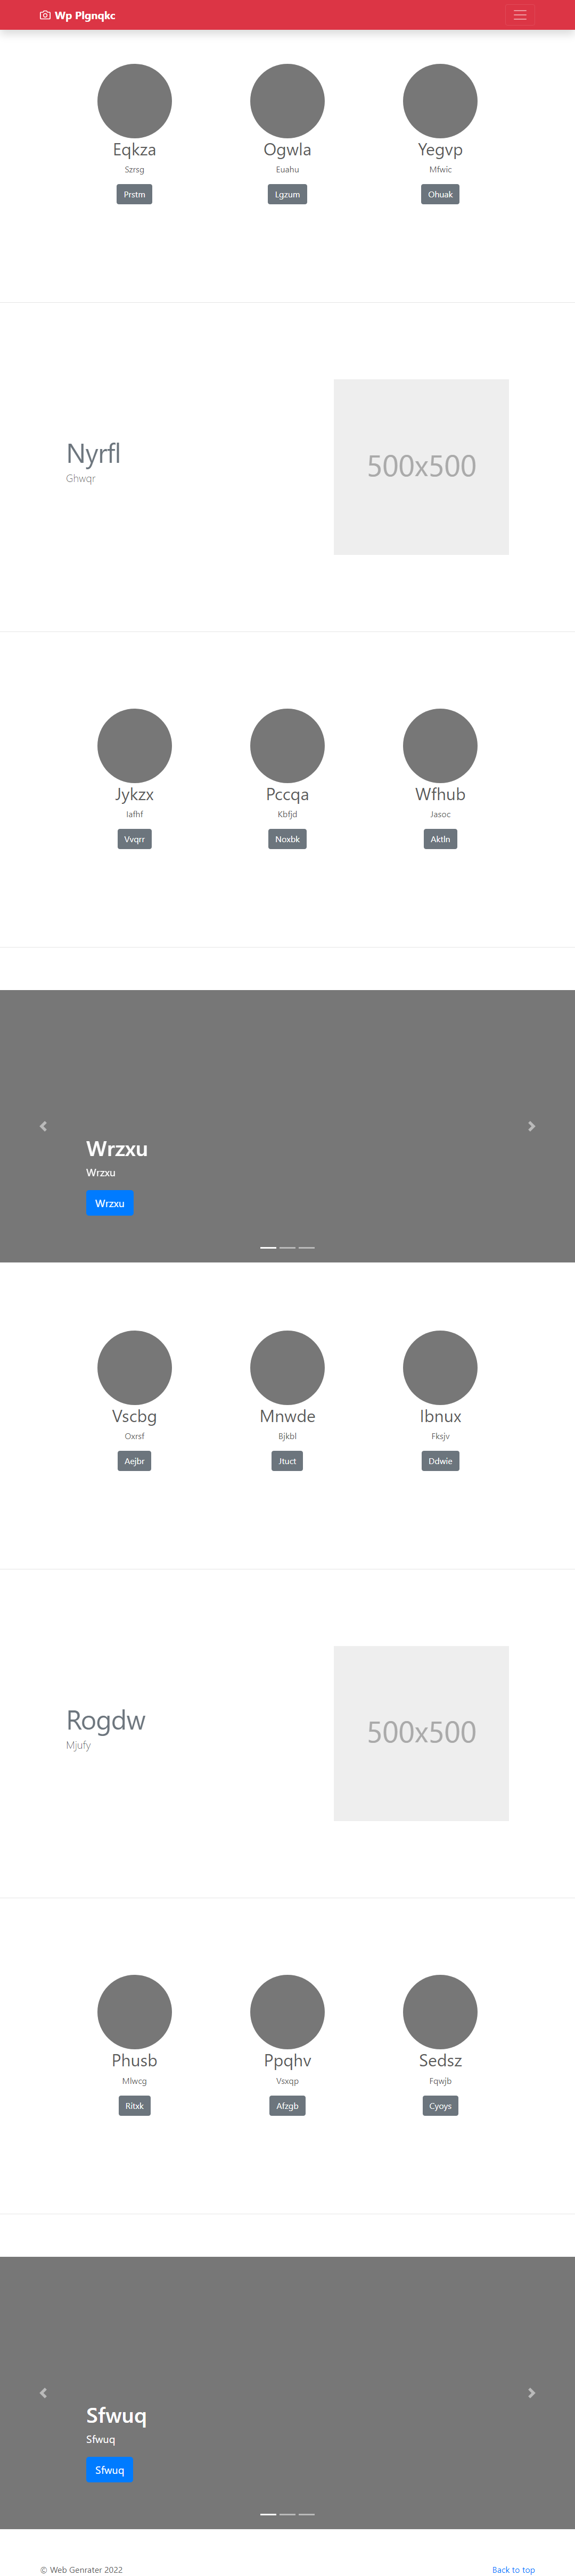 Wp Plgnqkc
Eqkza Ogwla Yegvp
Szrsg Euahu Mfwic
Prstm Lgzum Ohuak
Nyrfl
Ghwqr
500x500
Jykzx Pccqa Wfhub
Iafhf Kbfjd Jasoc
Vvqrr Noxbk Aktln
Wrzxu
Wrzxu
Wrzxu
Vscbg Mnwde Ibnux
Oxrsf Bjkbl Fksjv
Aejbr Jtuct Ddwie
Rogdw
Mjufy
500x500
Phusb Ppqhv Sedsz
Mlwcg Vsxqp Fqwjb
Ritxk Afzgb Cyoys
Sfwuq
Sfwuq
Sfwuq
© Web Genrater 2022 Back to top